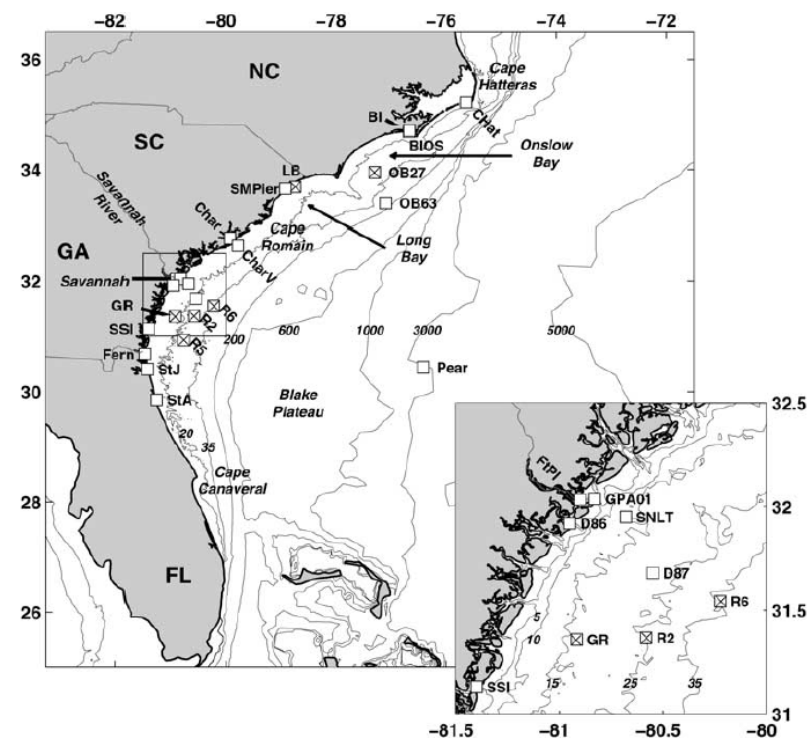 −82 −80 −78 −76 −74 −72
36
34
32
30
28
26
NC
SC
GA
FL
Cape
Hatteras
CHat
BI
BIOS
Onslow
Bay
LB
OB27
SMPier
OB63
Savannah
River
Char
Cape
Romain
CharV
Long
Bay
Savannah
GR
R6
R2
R5
SSI
200 600 1000 3000 5000
Fern
StJ
Pear
StA
Blake
Plateau
20
35
Cape
Canaveral
FIPI
GPA01
D86
SNLT
D87
R6
5
10
GR
R2
SSI
15 25 35
32.5
32
31.5
31
−81.5 −81 −80.5 −80